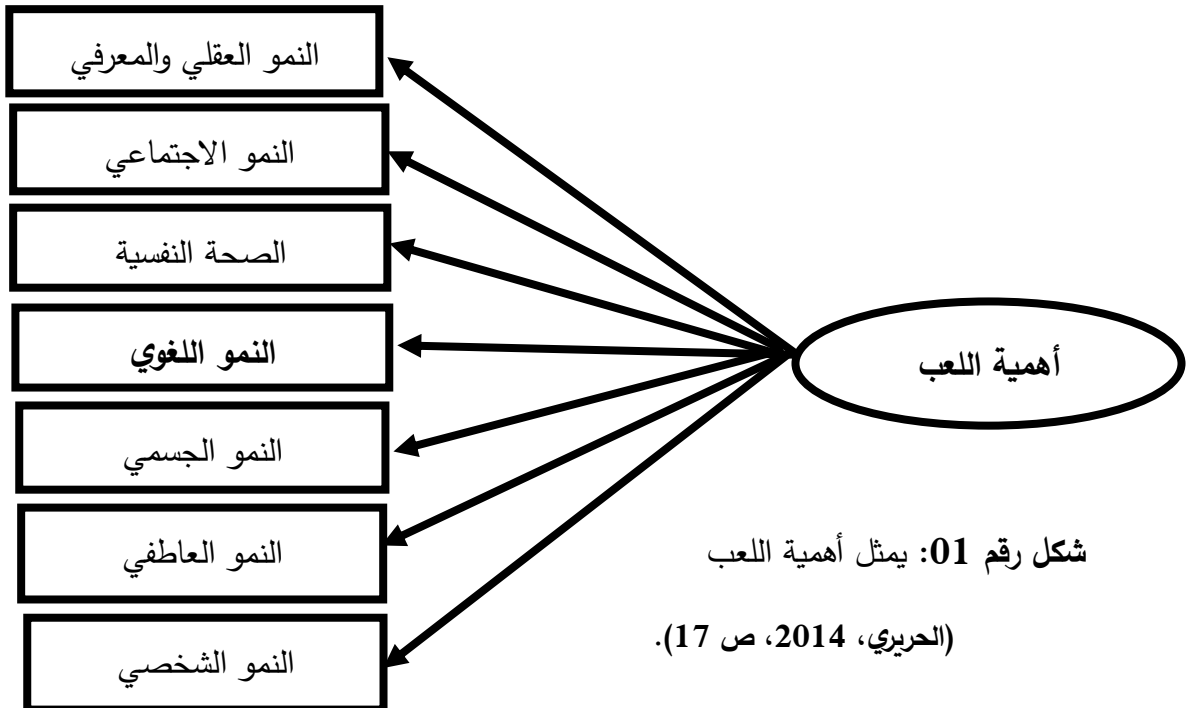 النمو العقلي والمعرفي
النمو الاجتماعي
الصحة النفسية
النمو اللغوي
أهمية اللعب
النمو الجسمي
النمو العاطفي
شكل رقم 01: يمثل أهمية اللعب
النمو الشخصي
(الحريري، 2014، ص 17).